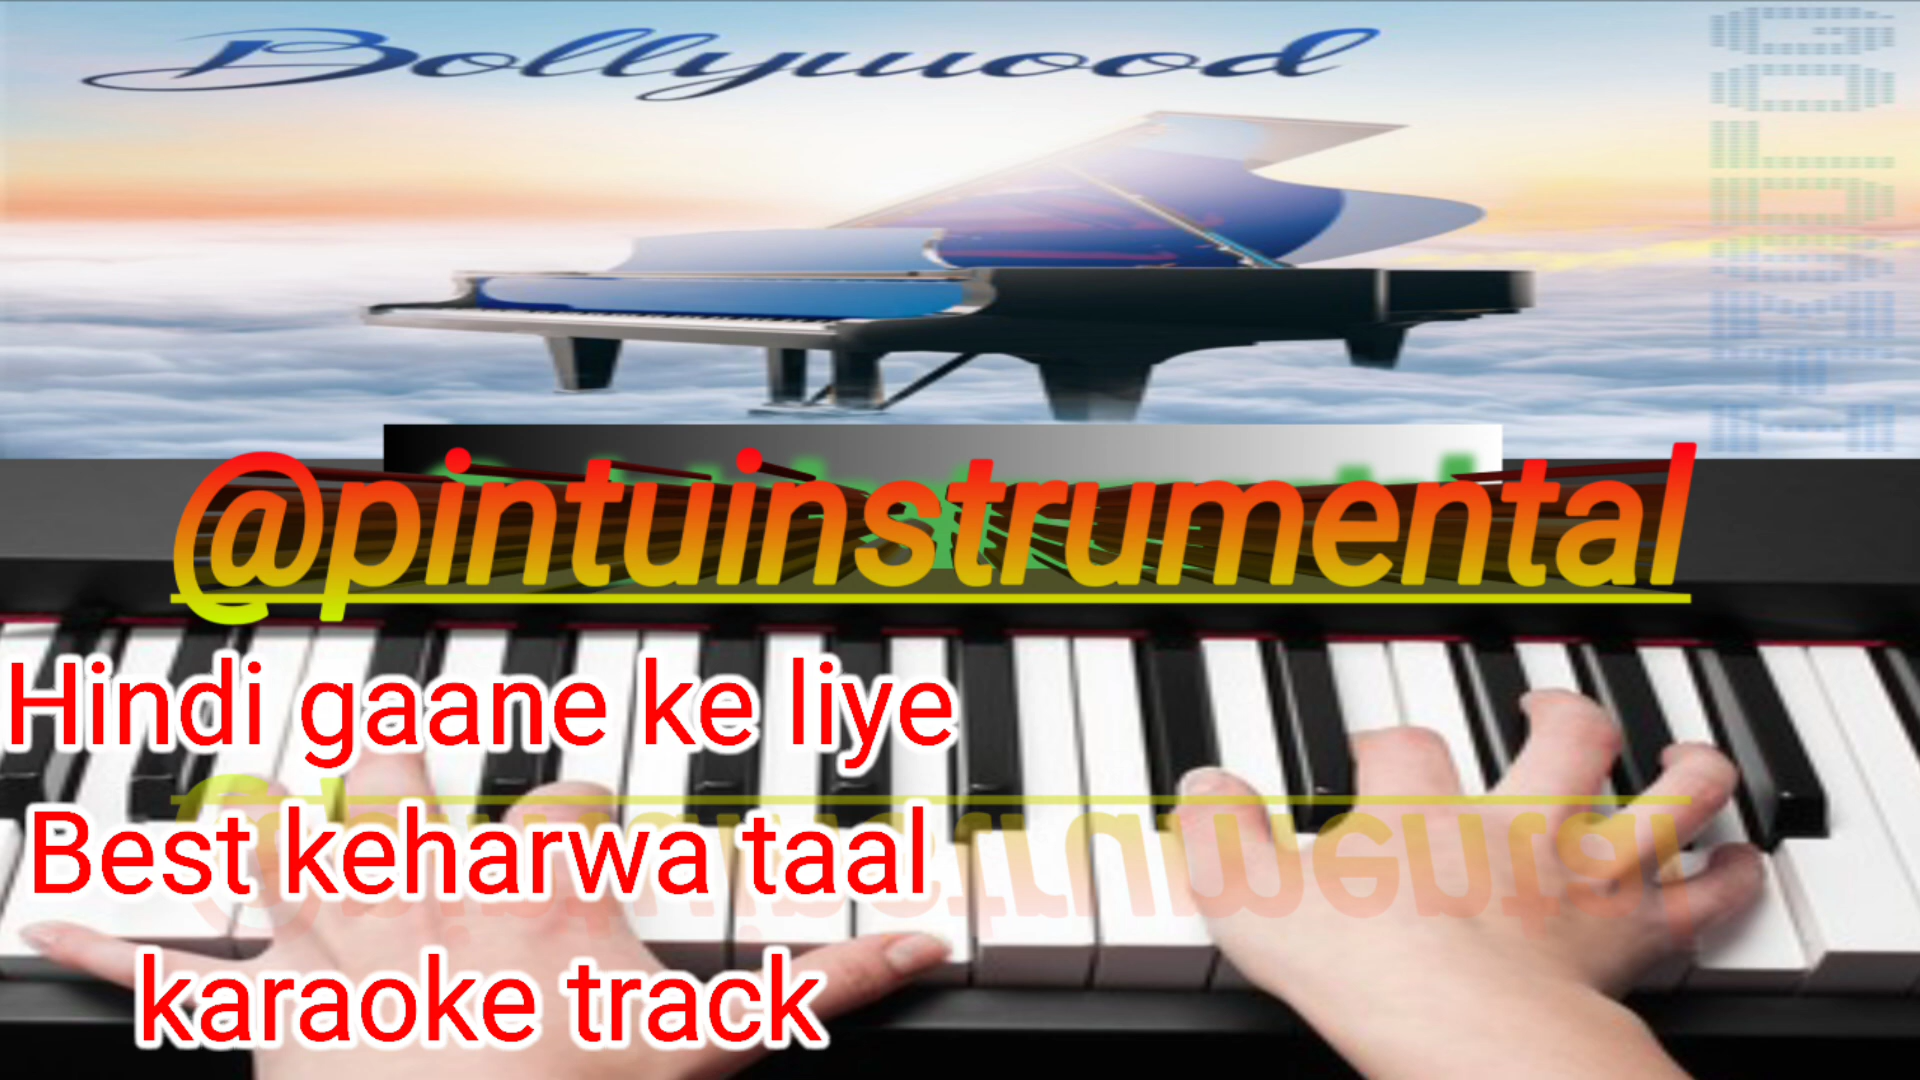 Bollywood
@pintuinstrumental
Hindi gaane ke liye
Best keharwa taal
karaoke track